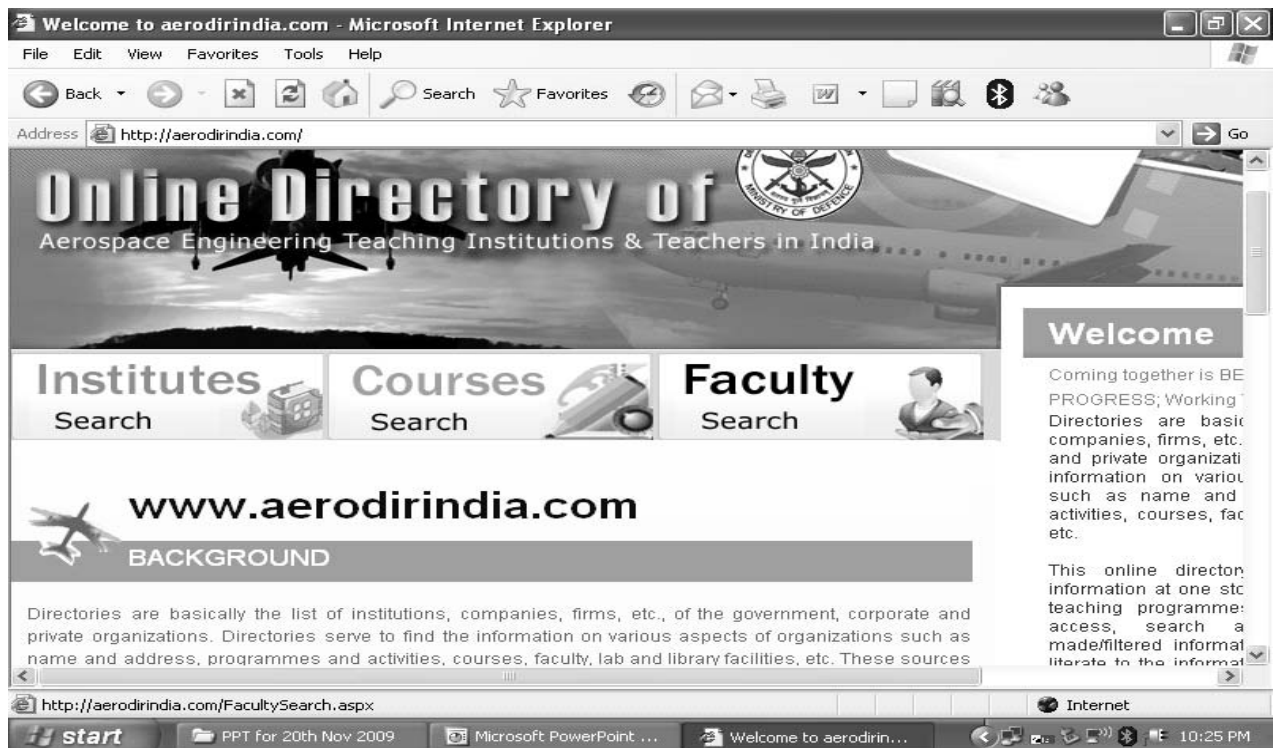 Welcome to aerodirindia.com - Microsoft Internet Explorer
File Edit View Favorites Tools Help
Back Search Favorites
Address http://aerodirindia.com/ Go
Online Directory of
Aerospace Engineering Teaching Institutions & Teachers in India
MINISTRY OF DEFENCE
Institutes
Search
Courses
Search
Faculty
Search
www.aerodirindia.com
BACKGROUND
Directories are basically the list of institutions, companies, firms, etc., of the government, corporate and
private organizations. Directories serve to find the information on various aspects of organizations such as
name and address, programmes and activities, courses, faculty, lab and library facilities, etc. These sources
Welcome
Coming together is BE
PROGRESS; Working
Directories are basic
companies, firms, etc.
and private organizati
information on variou
such as name and
activities, courses, fac
etc.
This online director
information at one sto
teaching programme
access, search a
made/filtered informat
literate to the informat
http://aerodirindia.com/FacultySearch.aspx Internet
start PPT for 20th Nov 2009 Microsoft PowerPoint ... Welcome to aerodirin... 10:25 PM